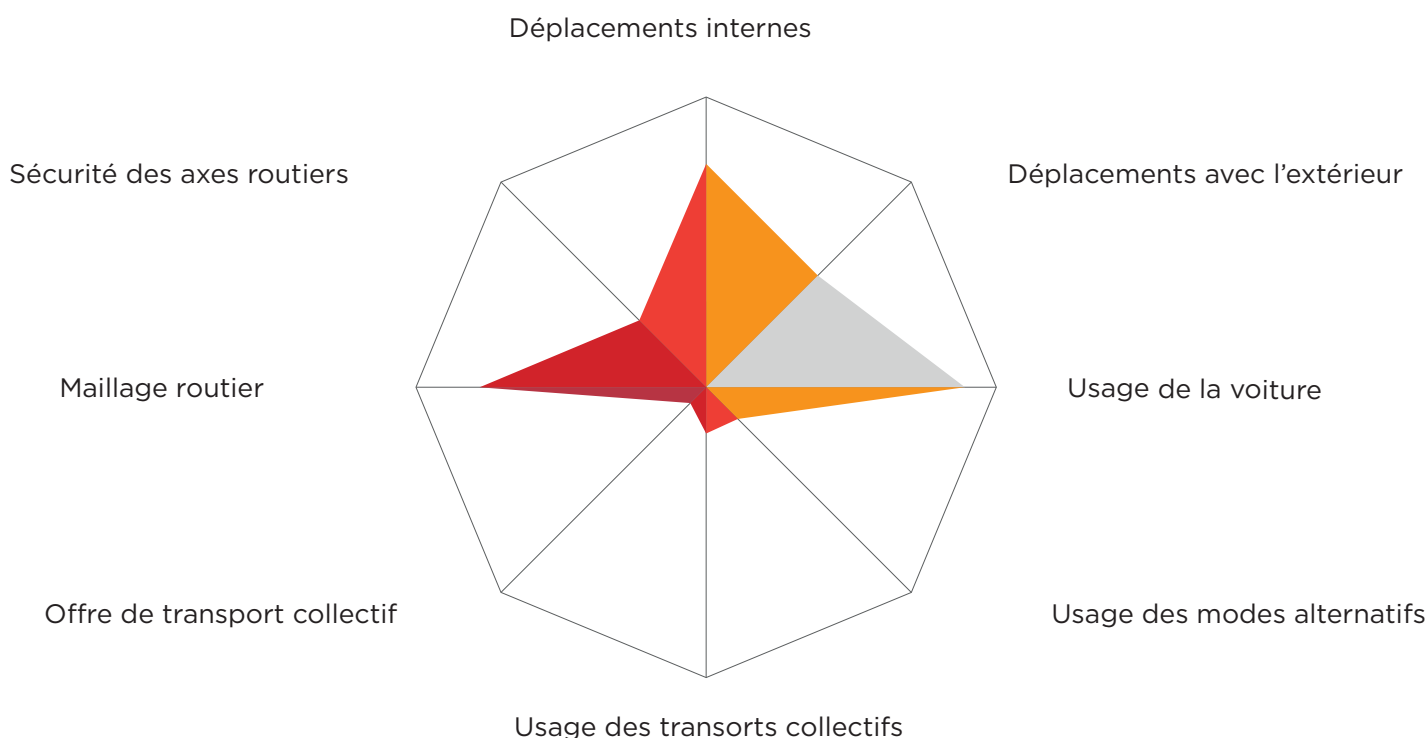 Déplacements internes
Sécurité des axes routiers
Déplacements avec l’extérieur
Maillage routier
Usage de la voiture
Offre de transport collectif
Usage des modes alternatifs
Usage des transorts collectifs